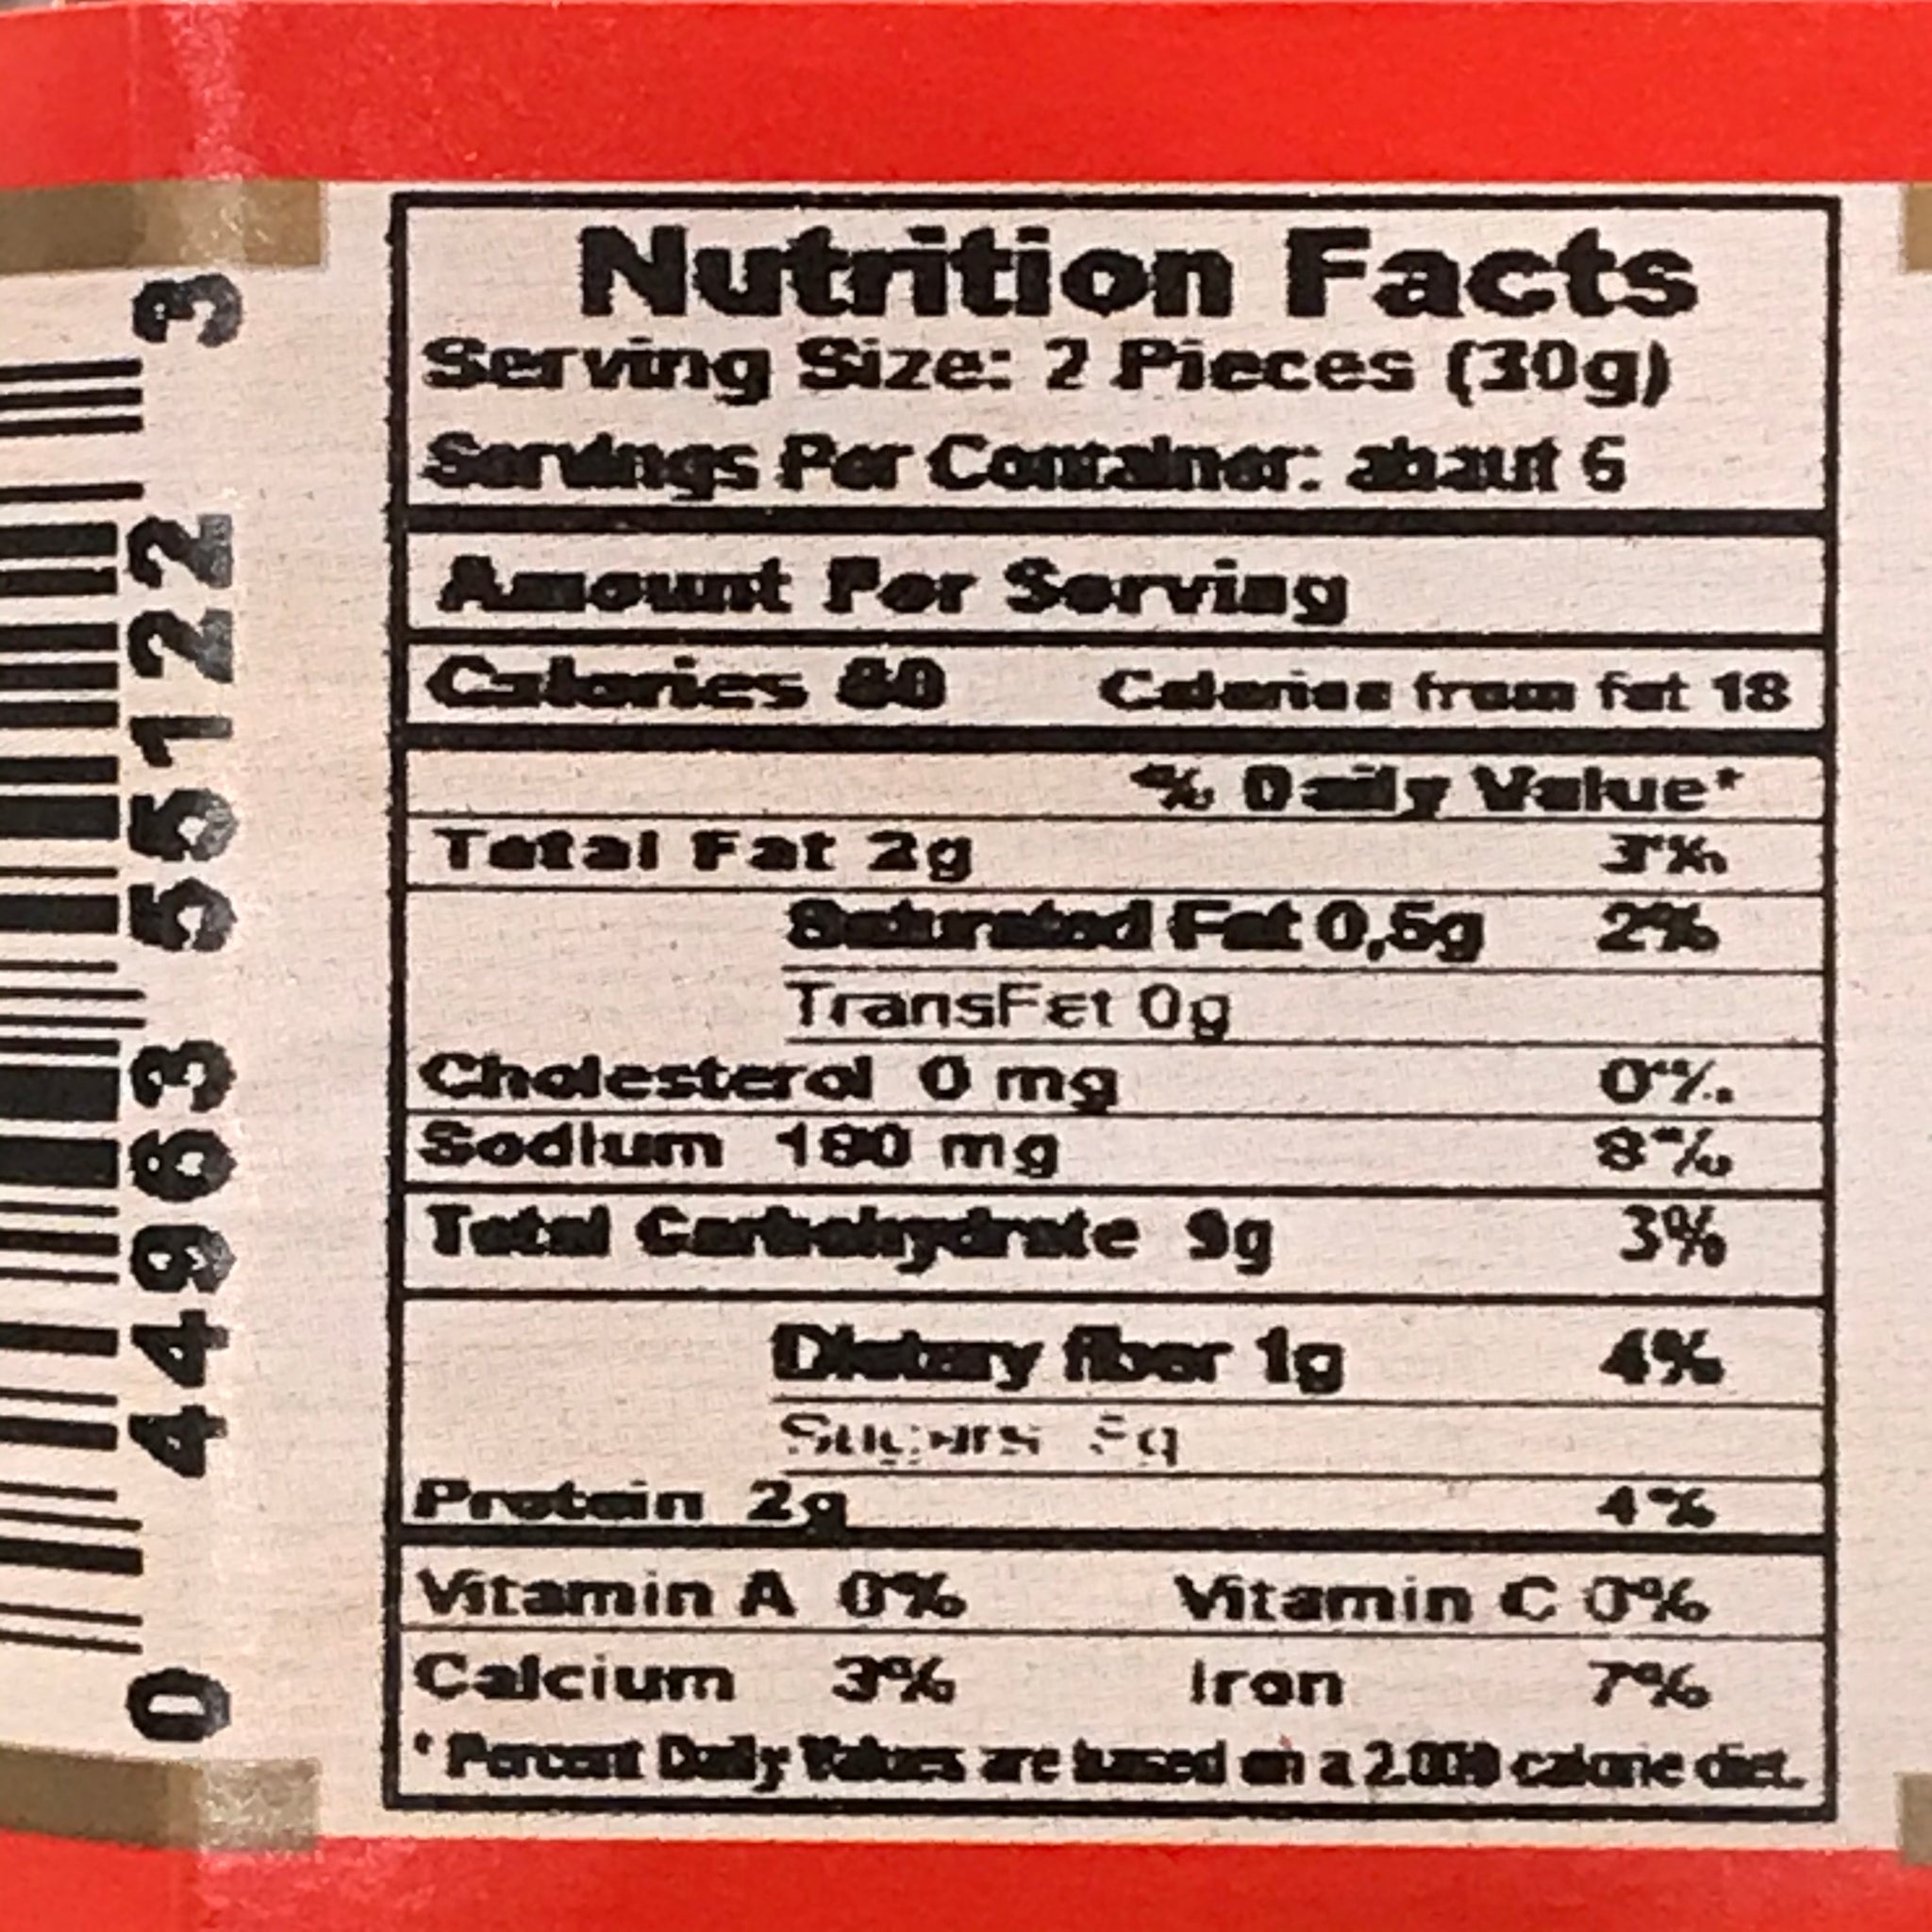 Nutrition Facts
Serving Size: 2 Pieces (30g)
Servings Per Container: about 6
Amount Per Serving
Calories Calories from fat 18
% Daily Value*
Total Fat 2g 3%
Saturated Fat 0,5g 2%
TransFat 0g
Cholesterol 0 mg 0%
Sodium 180 mg 8%
Total Carbohydrate 9g 3%
Dietary fiber 1g 4%
Sugars
Protein 2g 4%
Vitamin A 0% Vitamin C 0%
Calcium 3% Iron 7%
* Percent Daily Values are based on a 2.000 calorie diet.
0 44963 55122 3